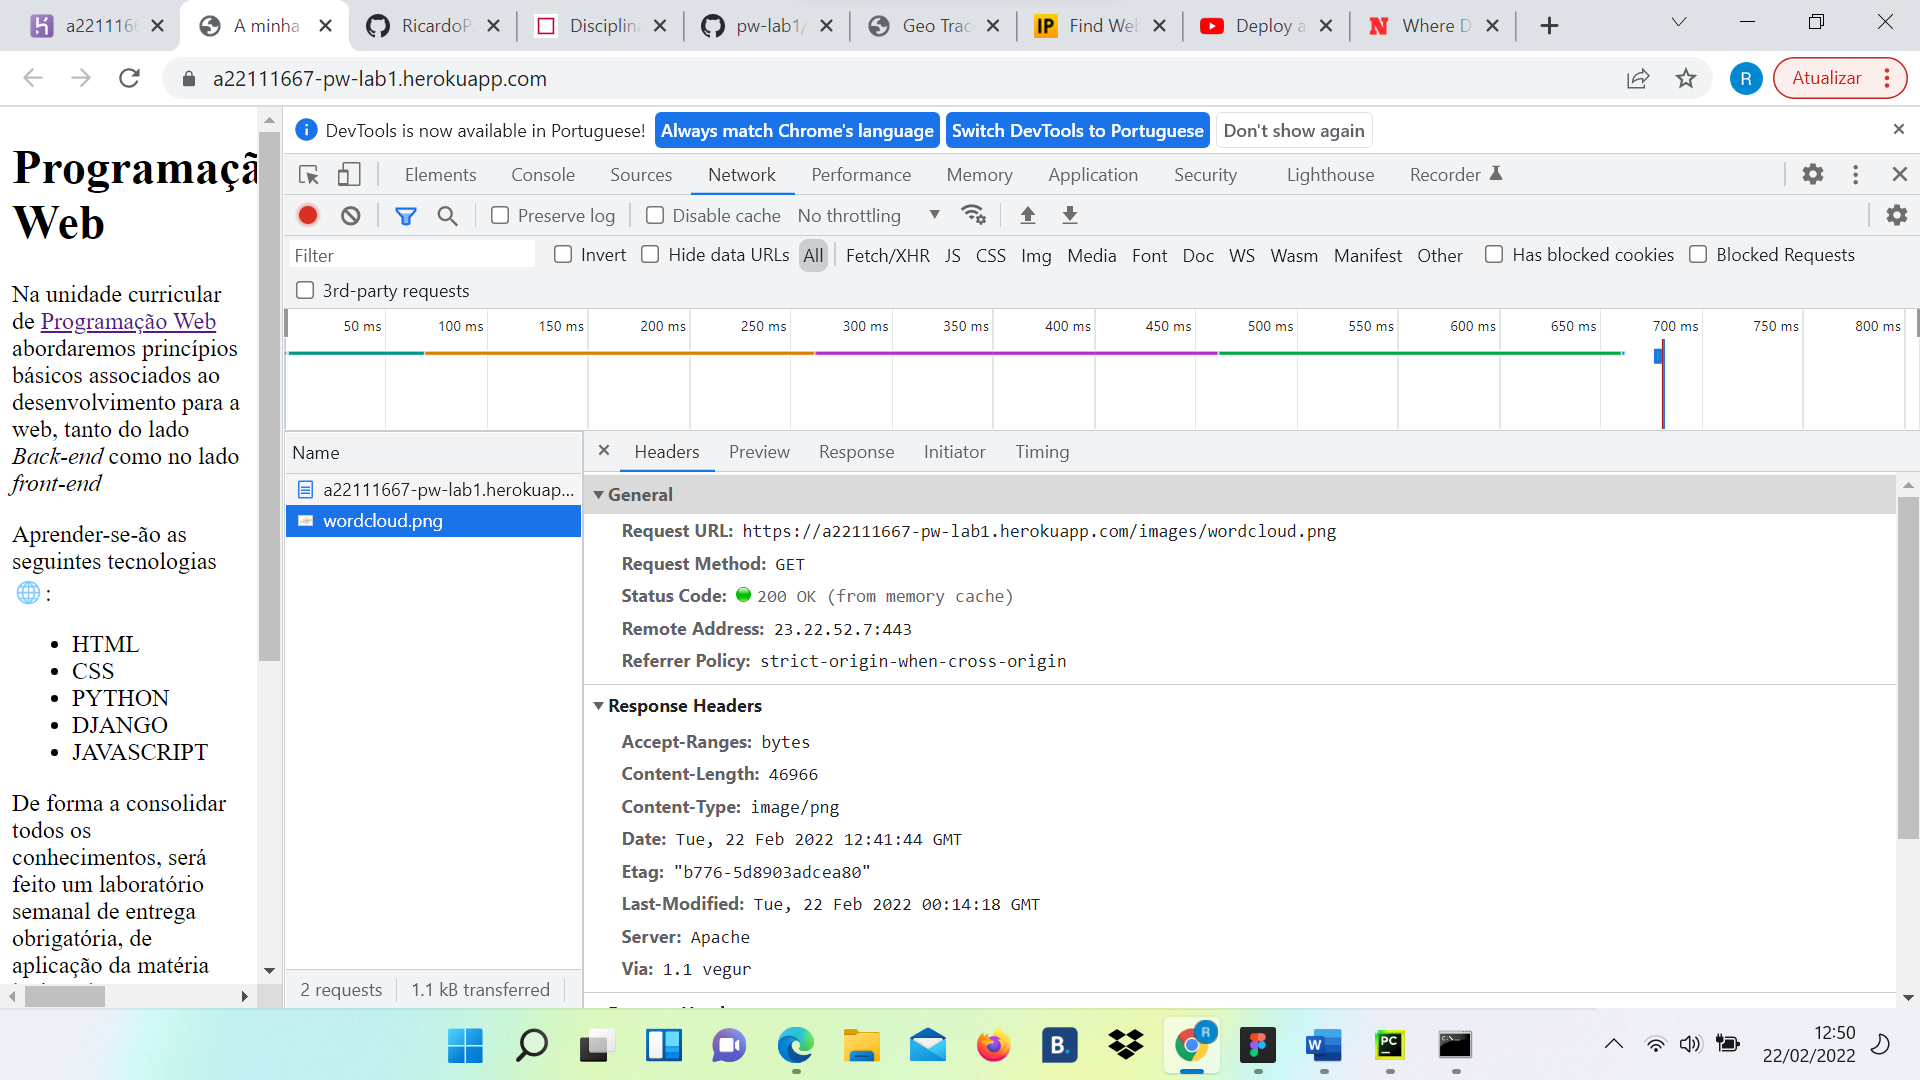 a2211166
A minha
RicardoP
Disciplina
pw-lab1/
Geo Trac
Find Web
Deploy a
Where D
a22111667-pw-lab1.herokuapp.com
R
Atualizar
DevTools is now available in Portuguese!
Always match Chrome's language
Switch DevTools to Portuguese
Don't show again
Elements
Console
Sources
Network
Performance
Memory
Application
Security
Lighthouse
Recorder
Preserve log
Disable cache
No throttling
Filter
Invert
Hide data URLs
All
Fetch/XHR
JS
CSS
Img
Media
Font
Doc
WS
Wasm
Manifest
Other
Has blocked cookies
Blocked Requests
3rd-party requests
50 ms
100 ms
150 ms
200 ms
250 ms
300 ms
350 ms
400 ms
450 ms
500 ms
550 ms
600 ms
650 ms
700 ms
750 ms
800 ms
Programaçã
Web
Na unidade curricular
de Programação Web
abordaremos princípios
básicos associados ao
desenvolvimento para a
web, tanto do lado
Back-end como no lado
front-end
Aprender-se-ão as
seguintes tecnologias
:
HTML
CSS
PYTHON
DJANGO
JAVASCRIPT
De forma a consolidar
todos os
conhecimentos, será
feito um laboratório
semanal de entrega
obrigatória, de
aplicação da matéria
Name
a22111667-pw-lab1.herokuap...
wordcloud.png
2 requests
1.1 kB transferred
Headers
Preview
Response
Initiator
Timing
General
Request URL: https://a22111667-pw-lab1.herokuapp.com/images/wordcloud.png
Request Method: GET
Status Code: 200 OK (from memory cache)
Remote Address: 23.22.52.7:443
Referrer Policy: strict-origin-when-cross-origin
Response Headers
Accept-Ranges: bytes
Content-Length: 46966
Content-Type: image/png
Date: Tue, 22 Feb 2022 12:41:44 GMT
Etag: "b776-5d8903adcea80"
Last-Modified: Tue, 22 Feb 2022 00:14:18 GMT
Server: Apache
Via: 1.1 vegur
12:50
22/02/2022